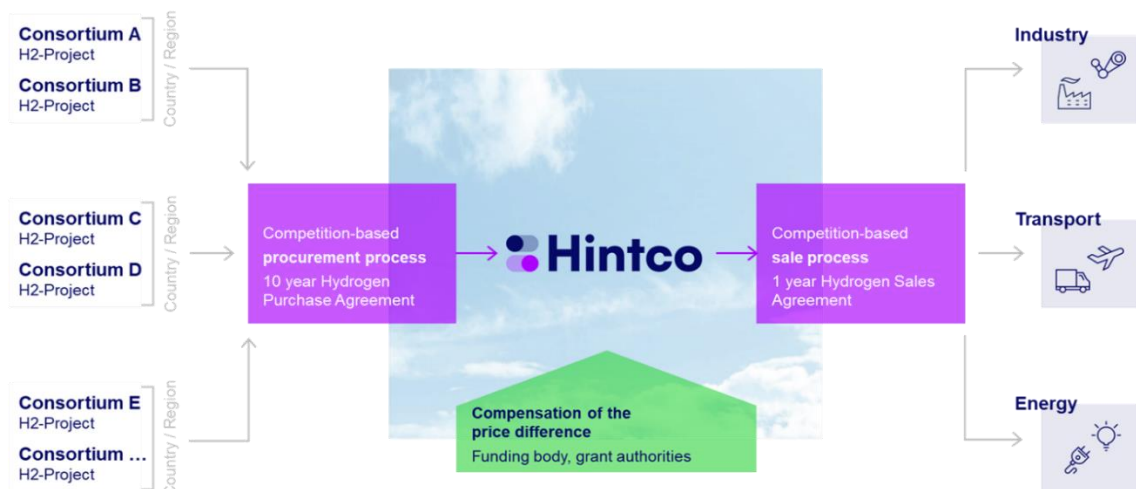 Consortium A
H2-Project
Consortium B
H2-Project
Country / Region
Consortium C
H2-Project
Consortium D
H2-Project
Country / Region
Consortium E
H2-Project
Consortium ...
H2-Project
Country / Region
Competition-based
procurement process
10 year Hydrogen
Purchase Agreement
Hintco
Competition-based
sale process
1 year Hydrogen Sales
Agreement
Compensation of the
price difference
Funding body, grant authorities
Industry
Transport
Energy